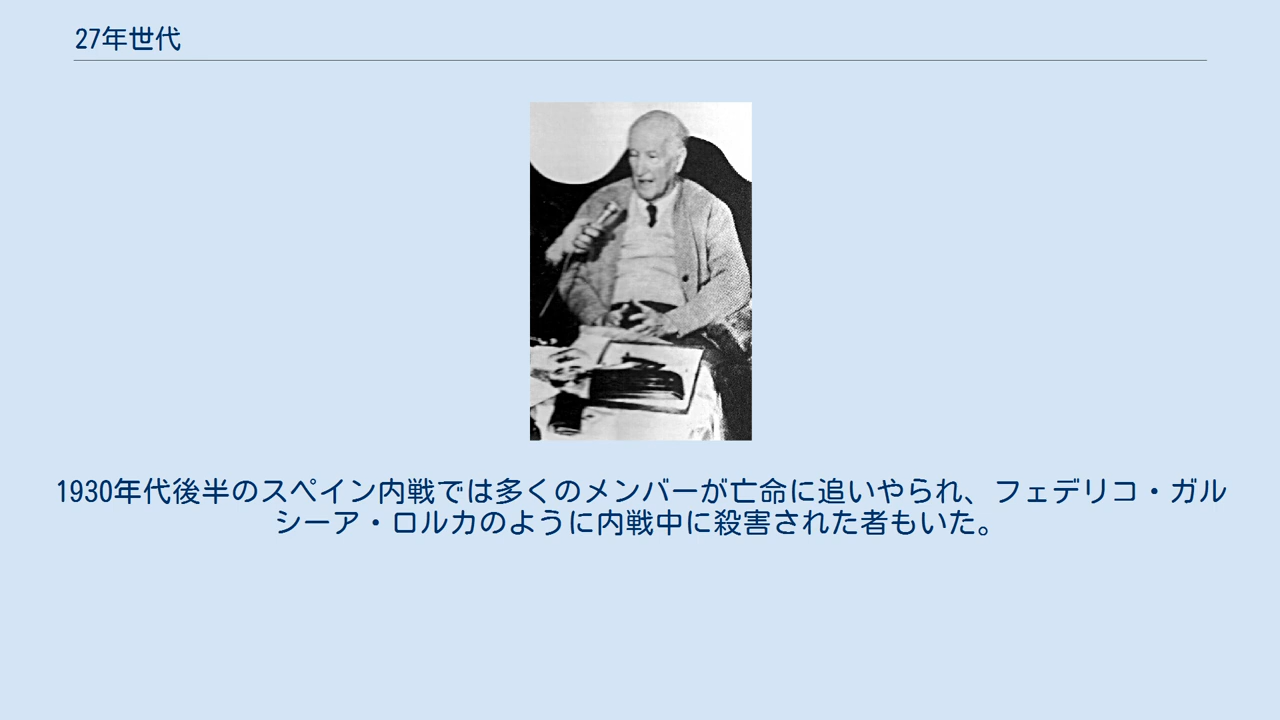 27年世代
1930年代後半のスペイン内戦では多くのメンバーが亡命に追いやられ、フェデリコ・ガル
シーア・ロルカのように内戦中に殺害された者もいた。